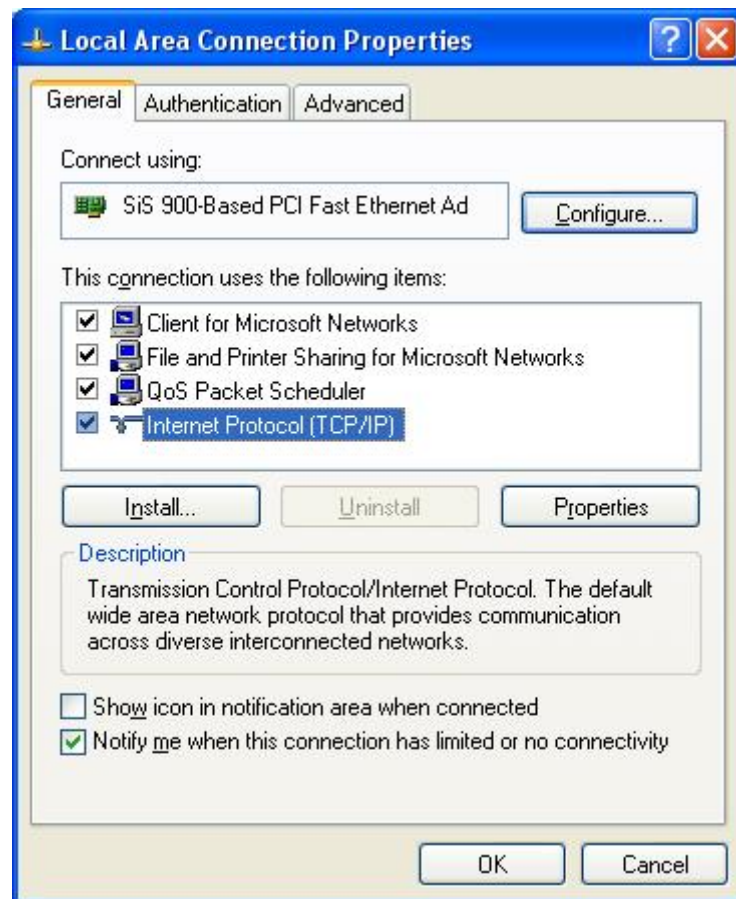 Local Area Connection Properties
General
Authentication
Advanced
Connect using:
SiS 900-Based PCI Fast Ethernet Ad
Configure...
This connection uses the following items:
Client for Microsoft Networks
File and Printer Sharing for Microsoft Networks
QoS Packet Scheduler
Internet Protocol (TCP/IP)
Install...
Uninstall
Properties
Description
Transmission Control Protocol/Internet Protocol. The default
wide area network protocol that provides communication
across diverse interconnected networks.
Show icon in notification area when connected
Notify me when this connection has limited or no connectivity
OK
Cancel